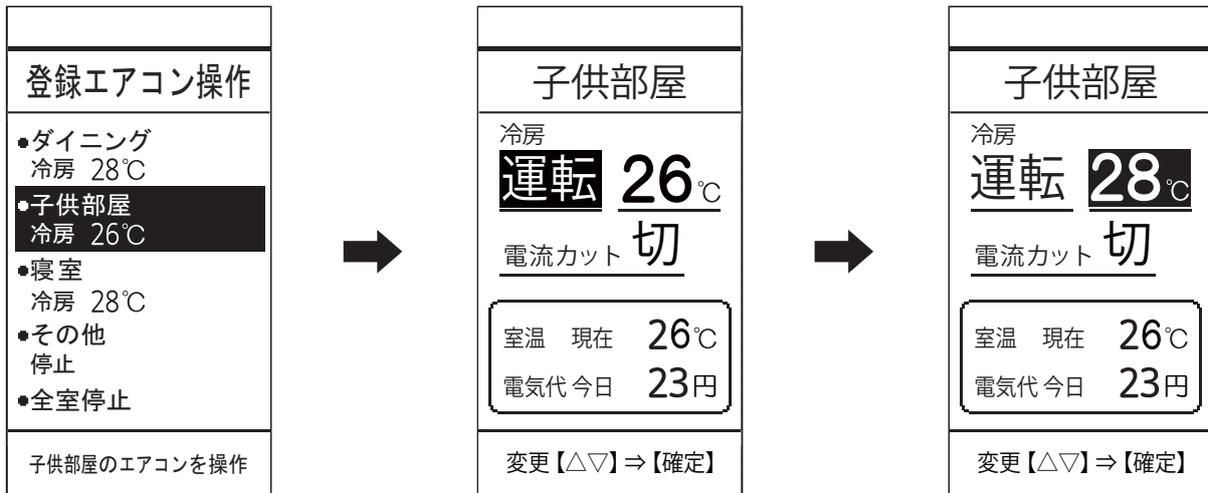 登録エアコン操作
•ダイニング
冷房 28℃
•子供部屋
冷房 26℃
•寝室
冷房 28℃
•その他
停止
•全室停止
子供部屋のエアコンを操作
子供部屋
冷房
運転 26℃
電流カット 切
室温 現在 26℃
電気代 今日 23円
変更【△▽】⇒【確定】
子供部屋
冷房
運転 28℃
電流カット 切
室温 現在 26℃
電気代 今日 23円
変更【△▽】⇒【確定】